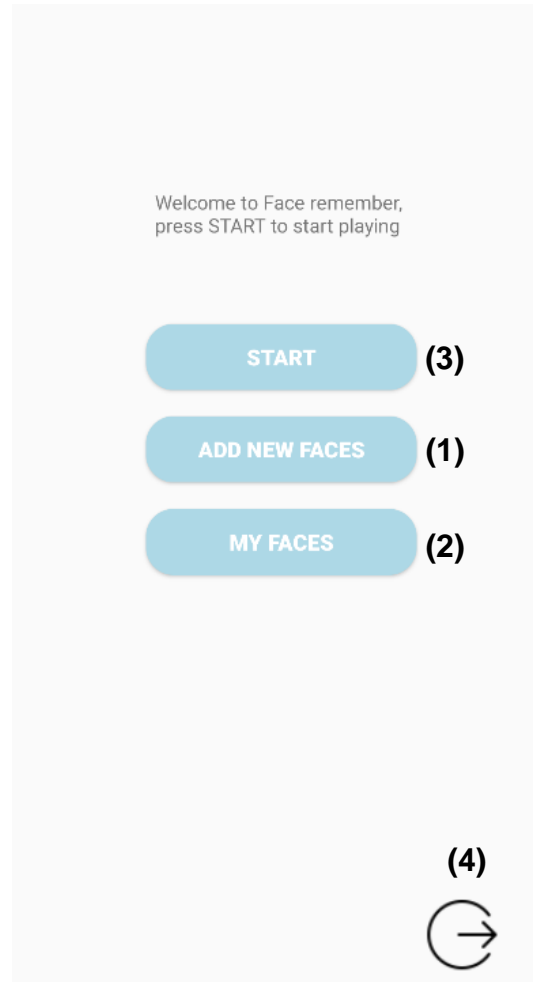 Welcome to Face remember,
press START to start playing
START (3)
ADD NEW FACES (1)
MY FACES (2)
(4)